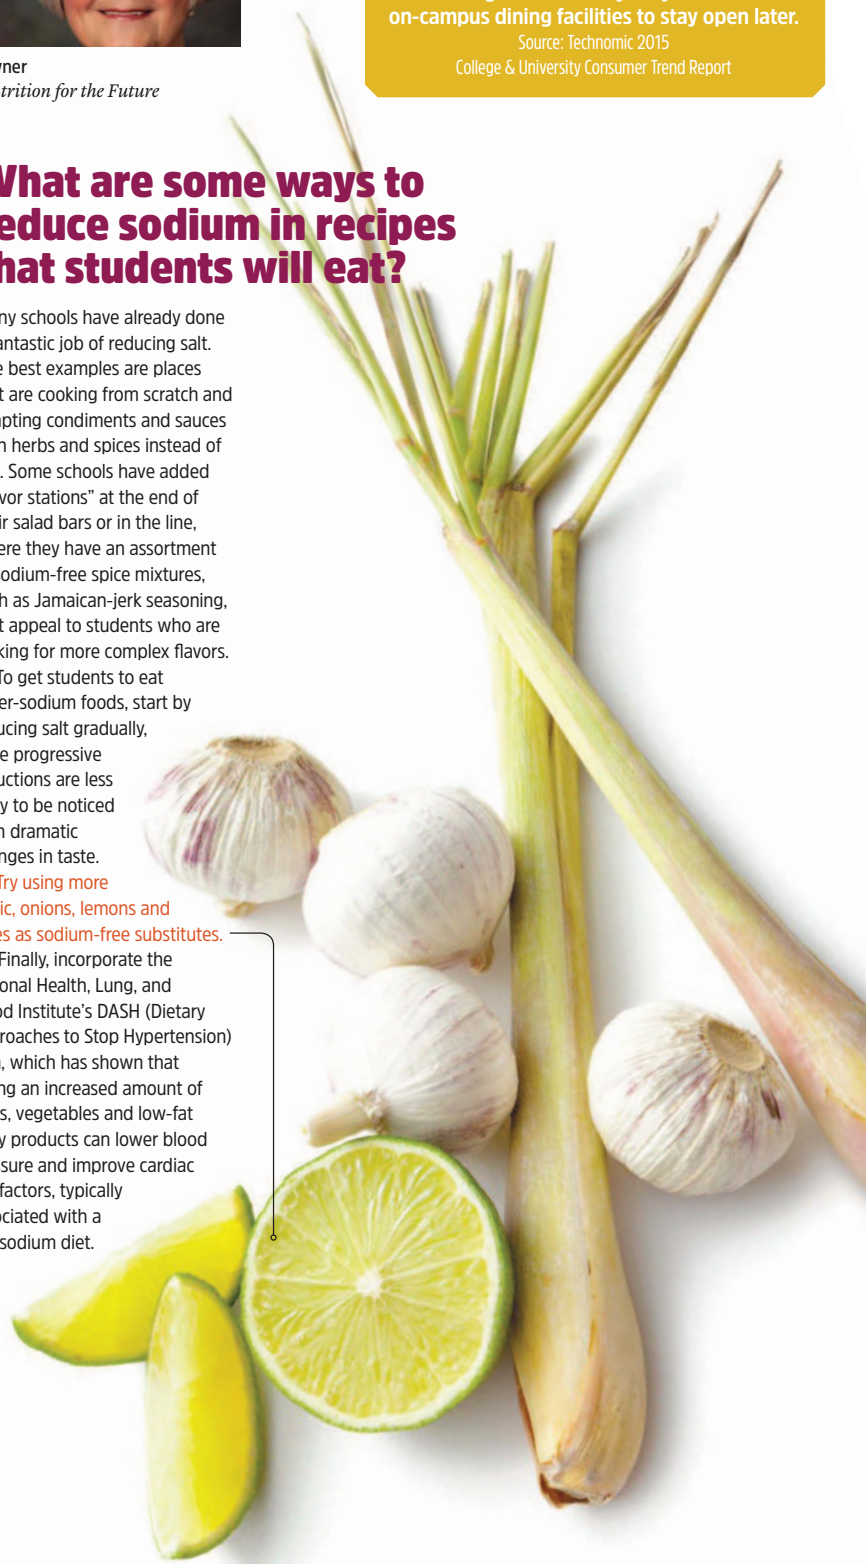 on-campus dining facilities to stay open later.
Source: Technomic 2015
College & University Consumer Trend Report
ner
trition for the Future
What are some ways to
educe sodium in recipes
hat students will eat?
ny schools have already done
antastic job of reducing salt.
e best examples are places
t are cooking from scratch and
pting condiments and sauces
h herbs and spices instead of
. Some schools have added
vor stations” at the end of
ir salad bars or in the line,
ere they have an assortment
sodium-free spice mixtures,
h as Jamaican-jerk seasoning,
t appeal to students who are
king for more complex flavors.
To get students to eat
er-sodium foods, start by
ucing salt gradually,
e progressive
uctions are less
y to be noticed
n dramatic
nges in taste.
Try using more
ic, onions, lemons and
es as sodium-free substitutes.
Finally, incorporate the
onal Health, Lung, and
od Institute’s DASH (Dietary
roaches to Stop Hypertension)
, which has shown that
ng an increased amount of
s, vegetables and low-fat
y products can lower blood
sure and improve cardiac
factors, typically
ociated with a
sodium diet.